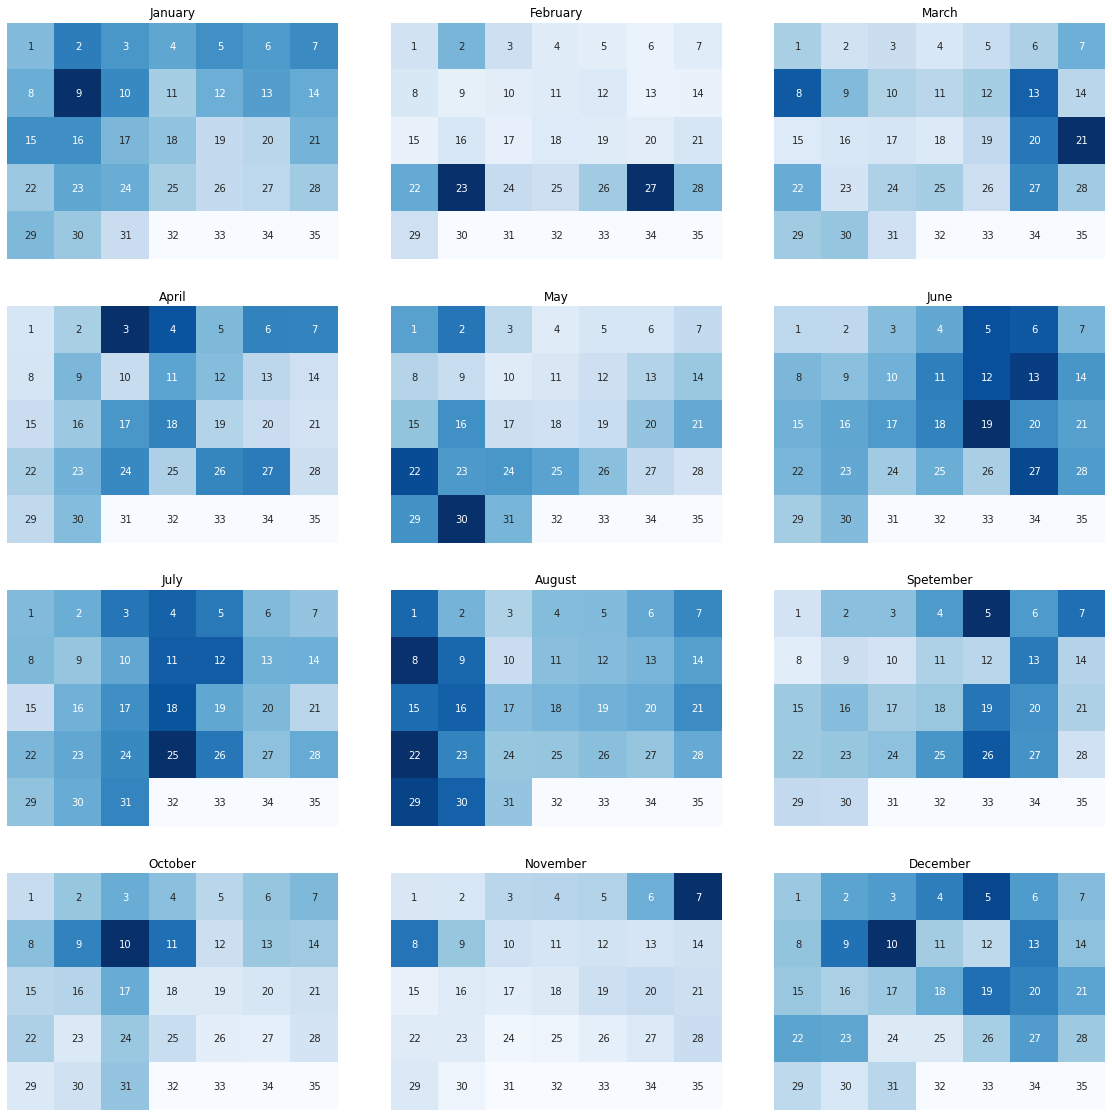 January February March
1 2 3 4 5 6 7 1 2 3 4 5 6 7 1 2 3 4 5 6 7
8 9 10 11 12 13 14 8 9 10 11 12 13 14 8 9 10 11 12 13 14
15 16 17 18 19 20 21 15 16 17 18 19 20 21 15 16 17 18 19 20 21
22 23 24 25 26 27 28 22 23 24 25 26 27 28 22 23 24 25 26 27 28
29 30 31 32 33 34 35 29 30 31 32 33 34 35 29 30 31 32 33 34 35
April May June
1 2 3 4 5 6 7 1 2 3 4 5 6 7 1 2 3 4 5 6 7
8 9 10 11 12 13 14 8 9 10 11 12 13 14 8 9 10 11 12 13 14
15 16 17 18 19 20 21 15 16 17 18 19 20 21 15 16 17 18 19 20 21
22 23 24 25 26 27 28 22 23 24 25 26 27 28 22 23 24 25 26 27 28
29 30 31 32 33 34 35 29 30 31 32 33 34 35 29 30 31 32 33 34 35
July August Spetember
1 2 3 4 5 6 7 1 2 3 4 5 6 7 1 2 3 4 5 6 7
8 9 10 11 12 13 14 8 9 10 11 12 13 14 8 9 10 11 12 13 14
15 16 17 18 19 20 21 15 16 17 18 19 20 21 15 16 17 18 19 20 21
22 23 24 25 26 27 28 22 23 24 25 26 27 28 22 23 24 25 26 27 28
29 30 31 32 33 34 35 29 30 31 32 33 34 35 29 30 31 32 33 34 35
October November December
1 2 3 4 5 6 7 1 2 3 4 5 6 7 1 2 3 4 5 6 7
8 9 10 11 12 13 14 8 9 10 11 12 13 14 8 9 10 11 12 13 14
15 16 17 18 19 20 21 15 16 17 18 19 20 21 15 16 17 18 19 20 21
22 23 24 25 26 27 28 22 23 24 25 26 27 28 22 23 24 25 26 27 28
29 30 31 32 33 34 35 29 30 31 32 33 34 35 29 30 31 32 33 34 35